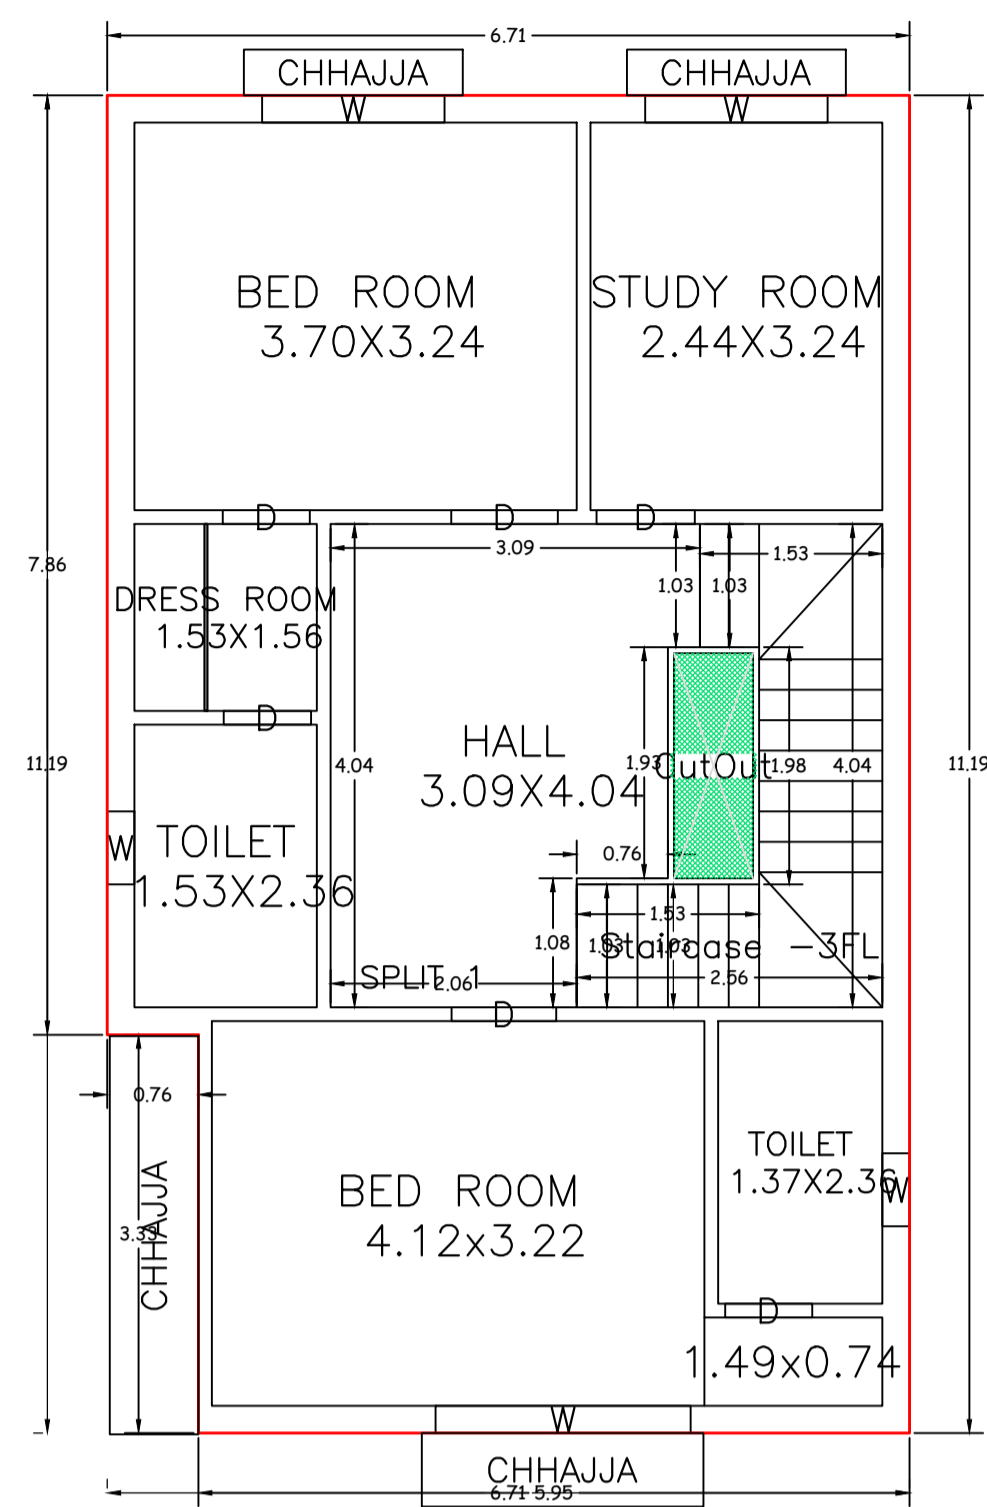 6.71
CHHAJJA
CHHAJJA
W
W
BED ROOM
3.70X3.24
STUDY ROOM
2.44X3.24
D
D
D
3.09
1.53
7.86
1.03
1.03
DRESS ROOM
1.53X1.56
D
HALL
3.09X4.04
11.19
4.04
1.93
CutOut
1.98
4.04
11.19
W
TOILET
1.53X2.36
0.76
1.53
1.08
1.03
1.03
Staircase -3FL
SPLIT 1
2.06
2.56
D
0.76
TOILET
1.37X2.36
W
BED ROOM
4.12x3.22
3.33
CHHAJJA
D
1.49x0.74
W
CHHAJJA
6.71
5.95